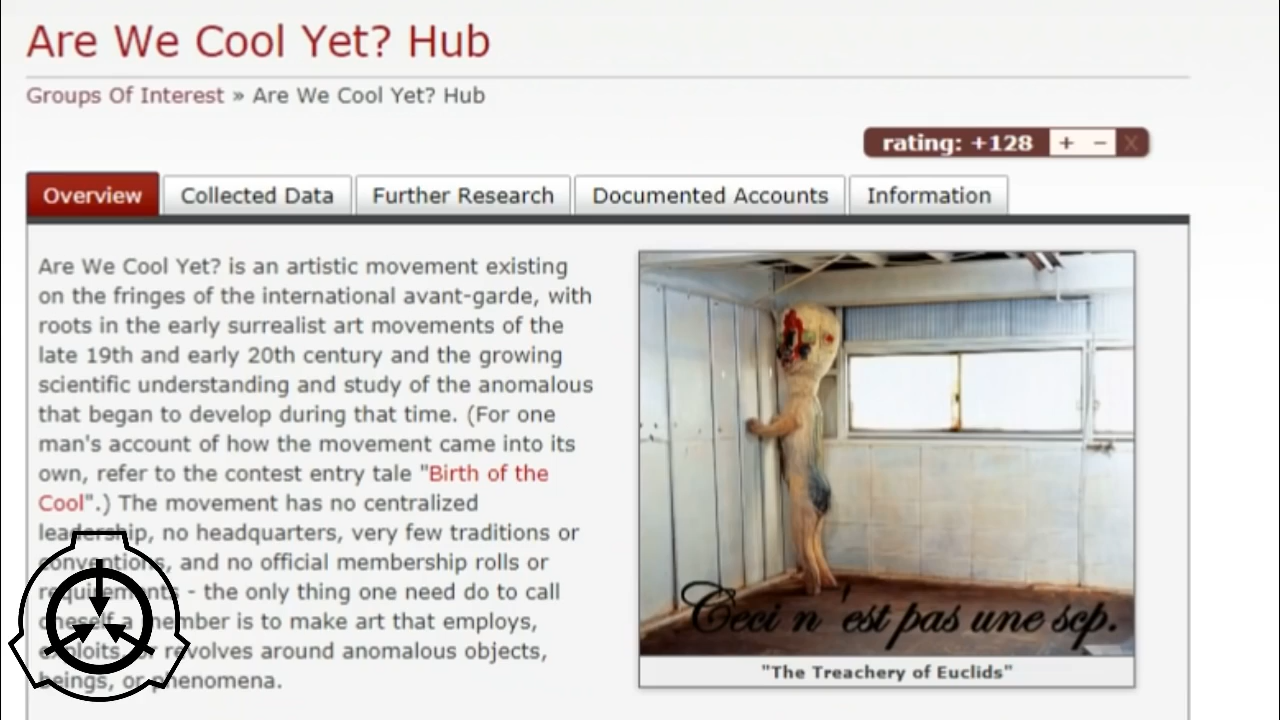 Are We Cool Yet? Hub
Groups Of Interest » Are We Cool Yet? Hub
rating: +128 + − X
Overview Collected Data Further Research Documented Accounts Information
Are We Cool Yet? is an artistic movement existing
on the fringes of the international avant-garde, with
roots in the early surrealist art movements of the
late 19th and early 20th century and the growing
scientific understanding and study of the anomalous
that began to develop during that time. (For one
man's account of how the movement came into its
own, refer to the contest entry tale "Birth of the
Cool".) The movement has no centralized
leadership, no headquarters, very few traditions or
conventions, and no official membership rolls or
requirements - the only thing one need do to call
oneself a member is to make art that employs,
exploits, or revolves around anomalous objects,
beings, or phenomena.
Ceci n'est pas une scp.
"The Treachery of Euclids"